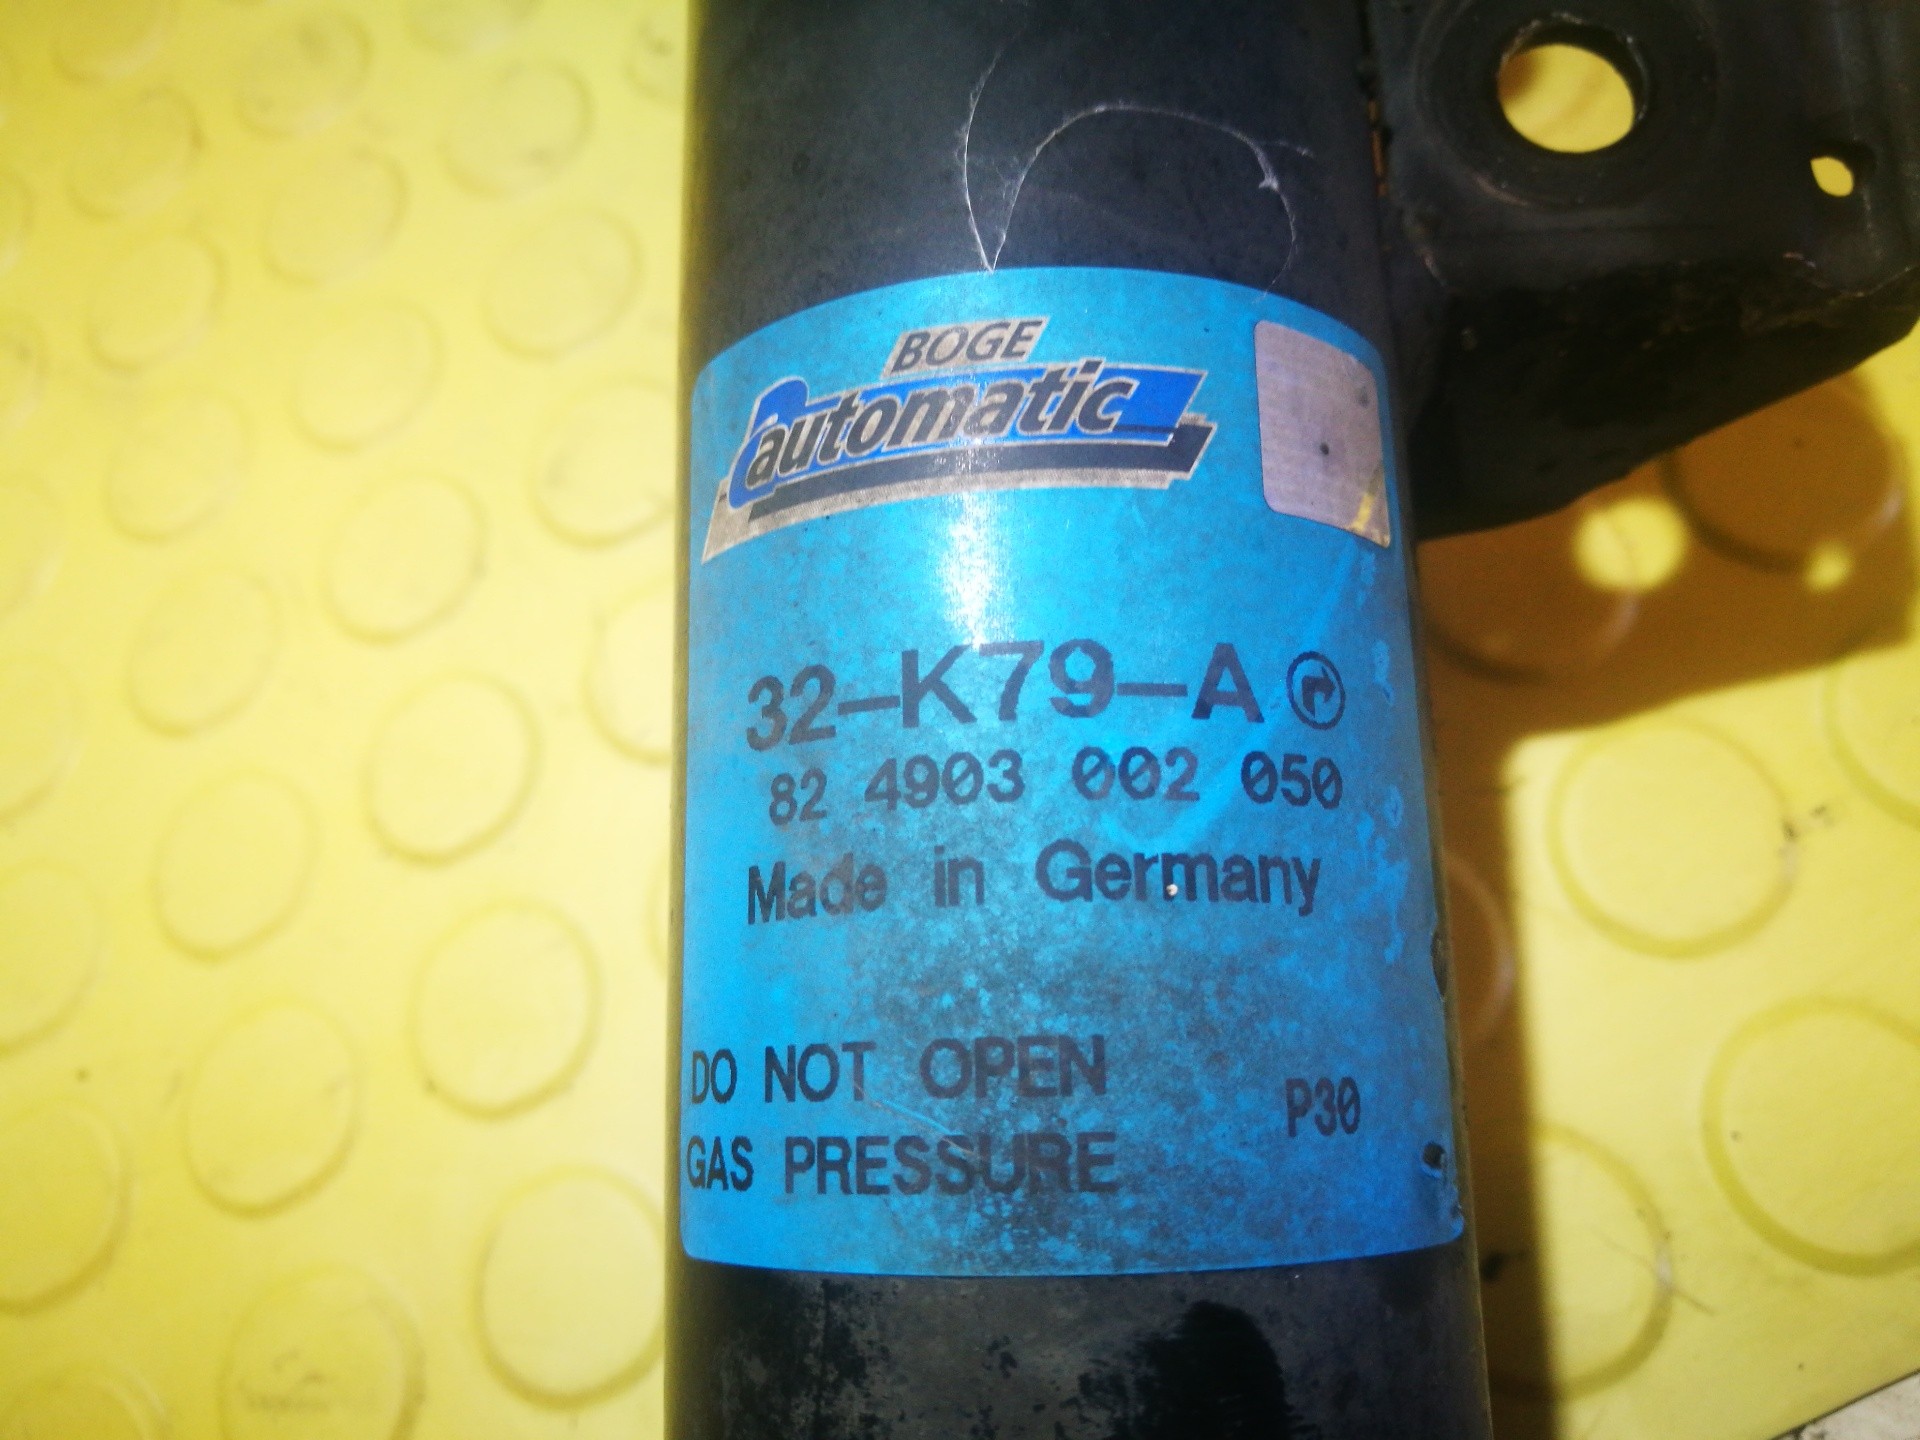 BOGE
automatic
32-K79-A
82 4903 002 050
Made in Germany
DO NOT OPEN
GAS PRESSURE
P30